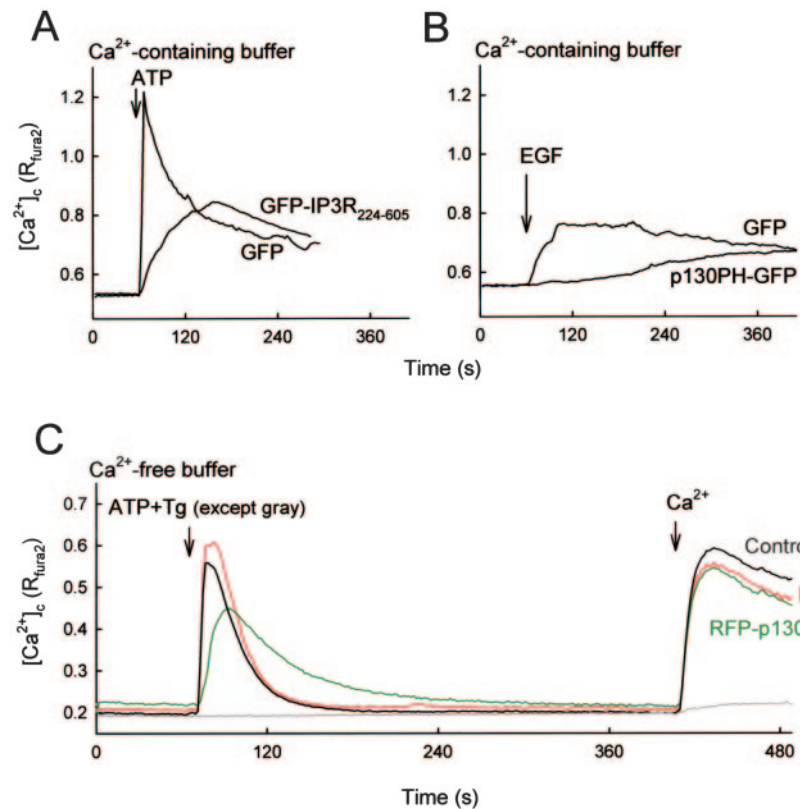 A
B
Ca²⁺-containing buffer
Ca²⁺-containing buffer
ATP
EGF
GFP-IP3R₂₂₄₋₆₀₅
GFP
GFP
p130PH-GFP
[Ca²⁺]c (Rfura2)
1.2
1.0
0.8
0.6
1.2
1.0
0.8
0.6
0 120 240 360
0 120 240 360
Time (s)
C
Ca²⁺-free buffer
ATP+Tg (except gray)
Ca²⁺
Contro
RFP-p130
[Ca²⁺]c (Rfura2)
0.7
0.6
0.5
0.4
0.3
0.2
0 120 240 360 480
Time (s)